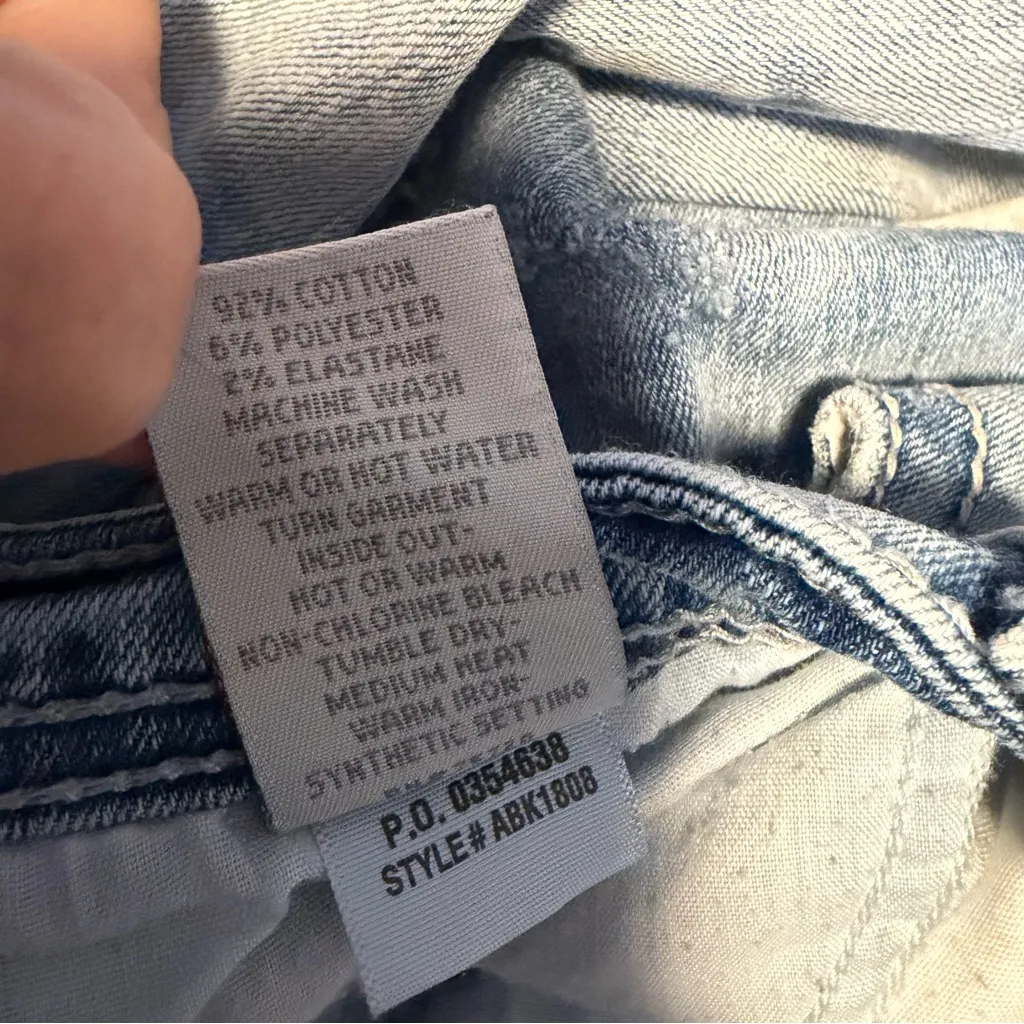 92% COTTON
6% POLYESTER
2% ELASTANE
MACHINE WASH
SEPARATELY
WARM OR HOT WATER
TURN GARMENT
INSIDE OUT-
HOT OR WARM
NON-CHLORINE BLEACH
TUMBLE DRY
MEDIUM HEAT
WARM IRON-
SYNTHETIC SETTING
P.O. 0354638
STYLE# ABK1808